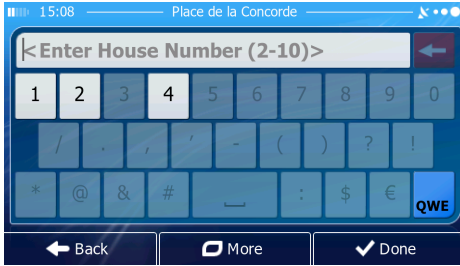 15:08 Place de la Concorde
<Enter House Number (2-10)>
1 2 3 4 5 6 7 8 9 0
/ . , ' - ( ) ? !
* @ & # : $ € QWE
Back More Done